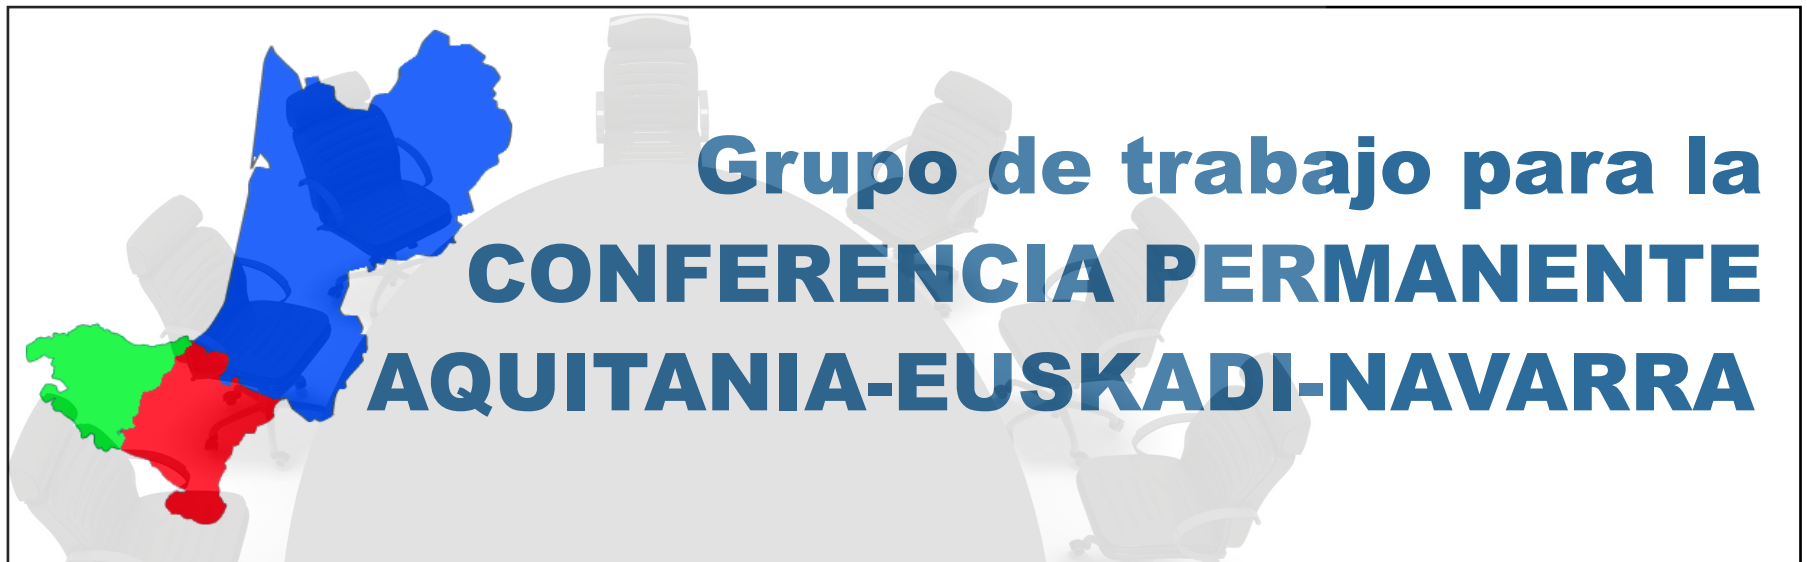 Grupo de trabajo para la
CONFERENCIA PERMANENTE
AQUITANIA-EUSKADI-NAVARRA